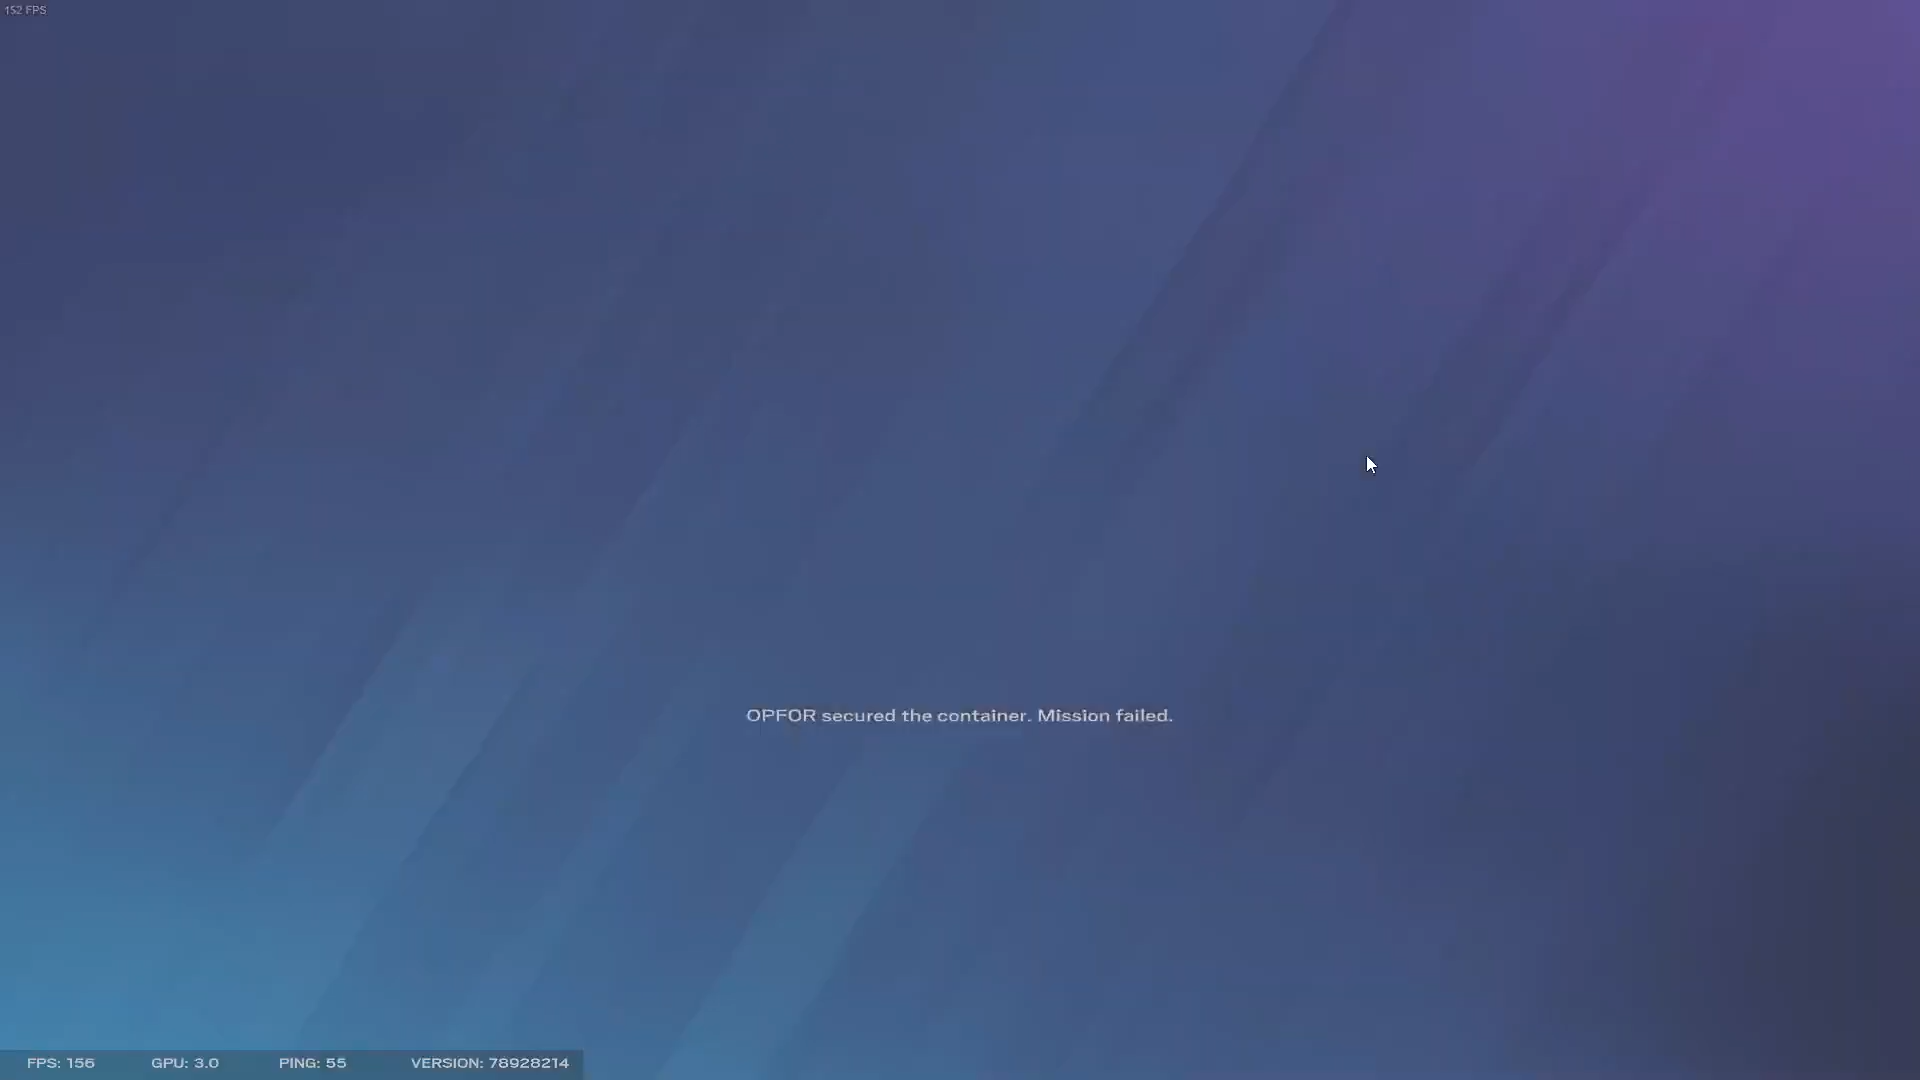 152 FPS
OPFOR secured the container. Mission failed.
FPS: 156 GPU: 3.0 PING: 55 VERSION: 78928214